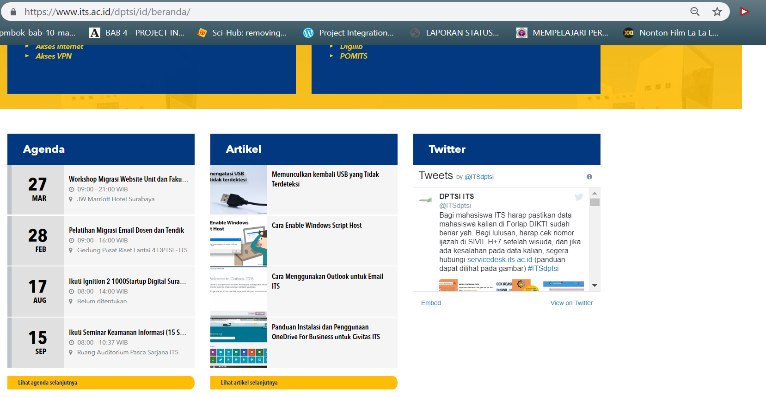 https://www.its.ac.id/dptsi/id/beranda/
mbok bab 10 ma...
BAB 4 PROJECT IN...
Sci Hub: removing...
Project Integration...
LAPORAN STATUS...
MEMPELAJARI PER...
Nonton Film La La L...
Akses Internet
Akses VPN
Digilib
POMITS
Agenda
27
MAR
Workshop Migrasi Website Unit dan Faku...
09:00 - 21:00 WIB
JW Marriott Hotel Surabaya
28
FEB
Pelatihan Migrasi Email Dosen dan Tendik
09:00 - 16:00 WIB
Gedung Pusat Riset Lantai 4 DPTSI - ITS
17
AUG
Ikuti Ignition 2 1000Startup Digital Sura...
08:00 - 14:00 WIB
Belum ditentukan
15
SEP
Ikuti Seminar Keamanan Informasi (15 S...
08:00 - 10:37 WIB
Ruang Auditorium Pasca Sarjana ITS
Lihat agenda selanjutnya
Artikel
mengatasi USB
tidak terdeteksi
Memunculkan kembali USB yang Tidak
Terdeteksi
Enable Windows
Script Host
Cara Enable Windows Script Host
Cara Menggunakan Outlook untuk Email
ITS
Panduan Instalasi dan Penggunaan
OneDrive For Business untuk Civitas ITS
Lihat artikel selanjutnya
Twitter
Tweets by @ITSdptsi
DPTSI ITS
@ITSdptsi
Bagi mahasiswa ITS harap pastikan data
mahasiswa kalian di Forlap DIKTI sudah
benar yah. Bagi lulusan, harap cek nomor
ijazah di SIVIL H+7 setelah wisuda, dan jika
ada kesalahan pada data kalian, segera
hubungi servicedesk.its.ac.id (panduan
dapat dilihat pada gambar) #ITSdptsi
Embed
View on Twitter